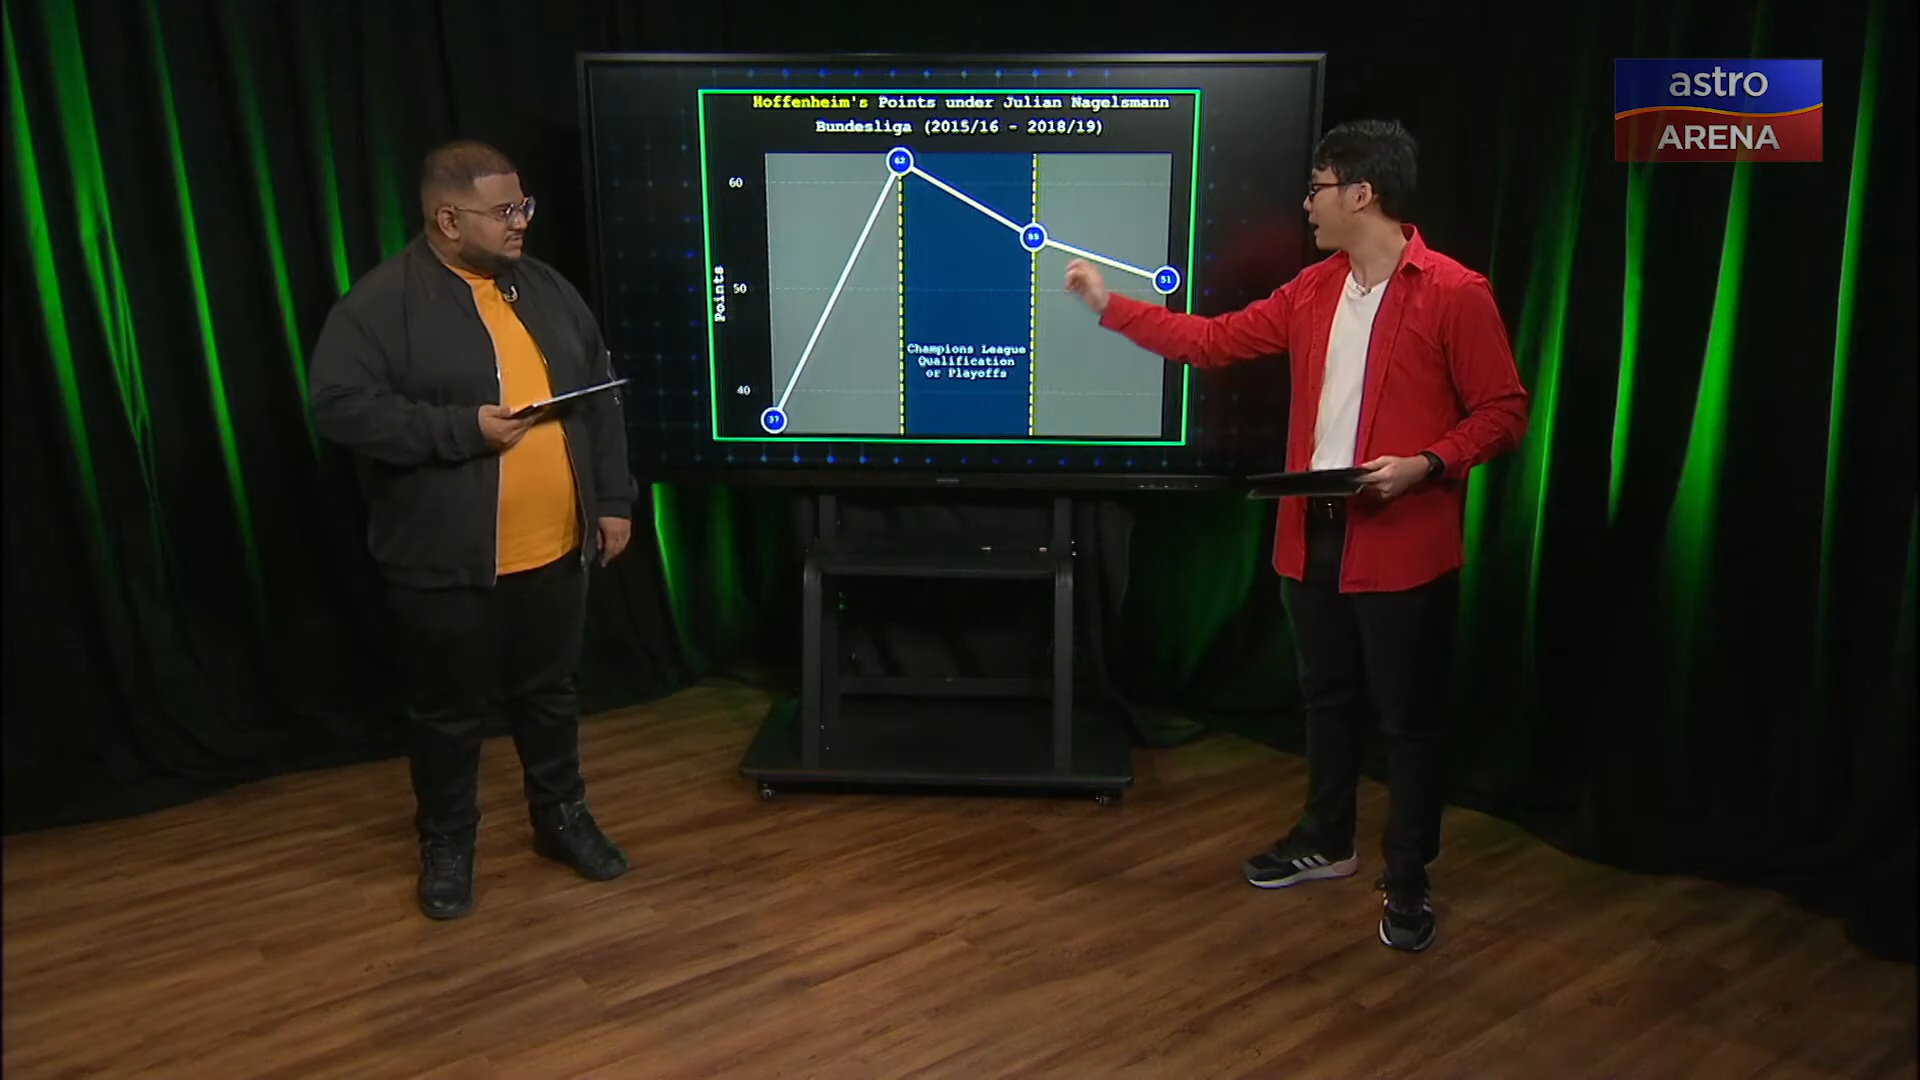 astro
ARENA
Hoffenheim's Points under Julian Nagelsmann
Bundesliga (2015/16 - 2018/19)
62
60
55
51
50
Points
Champions League
Qualification
or Playoffs
40
37